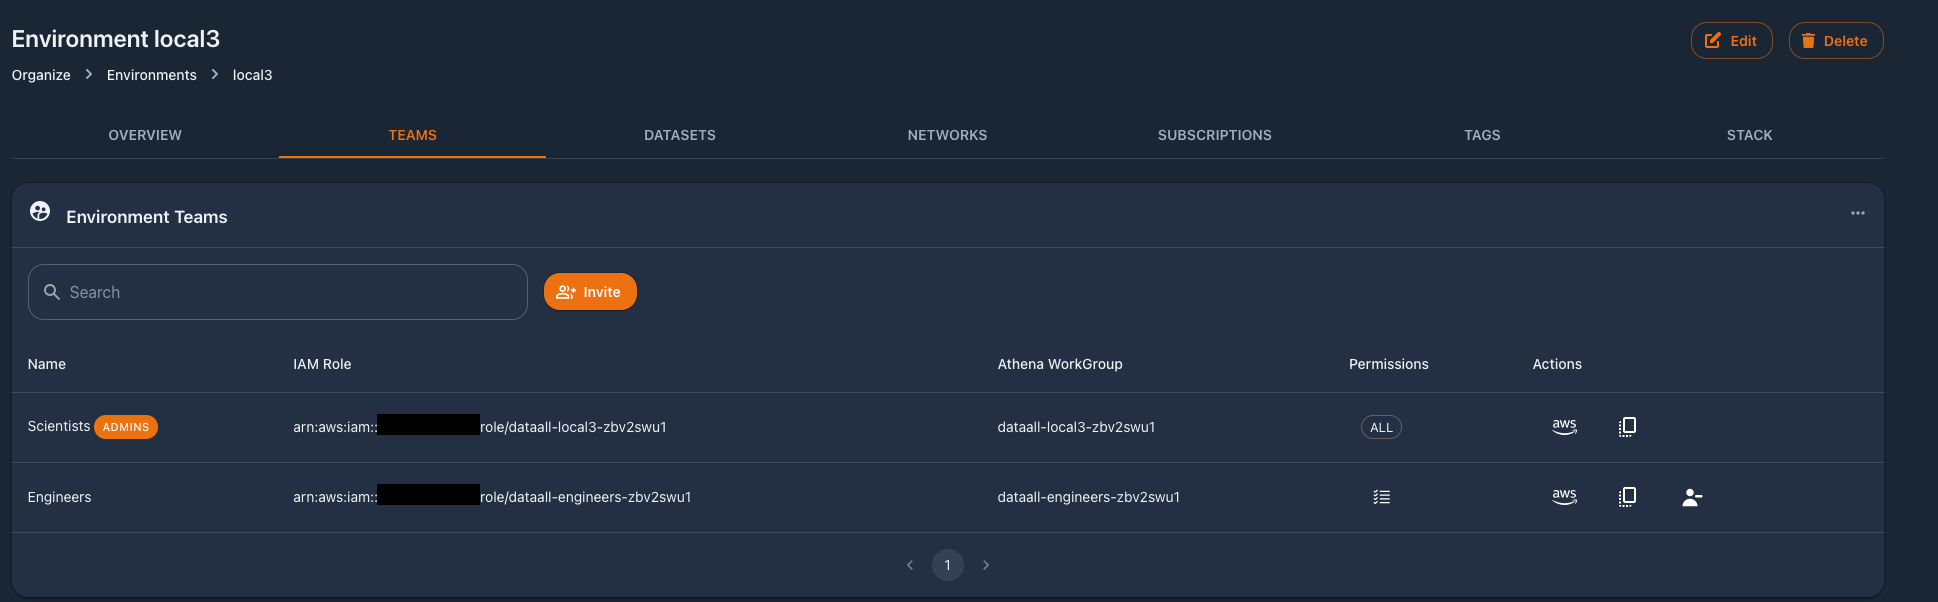 Environment local3
Edit
Delete
Organize > Environments > local3
OVERVIEW TEAMS DATASETS NETWORKS SUBSCRIPTIONS TAGS STACK
Environment Teams
Search
Invite
Name IAM Role Athena WorkGroup Permissions Actions
Scientists ADMINS arn:aws:iam:: role/dataall-local3-zbv2swu1 dataall-local3-zbv2swu1 ALL aws
Engineers arn:aws:iam:: role/dataall-engineers-zbv2swu1 dataall-engineers-zbv2swu1 aws
1